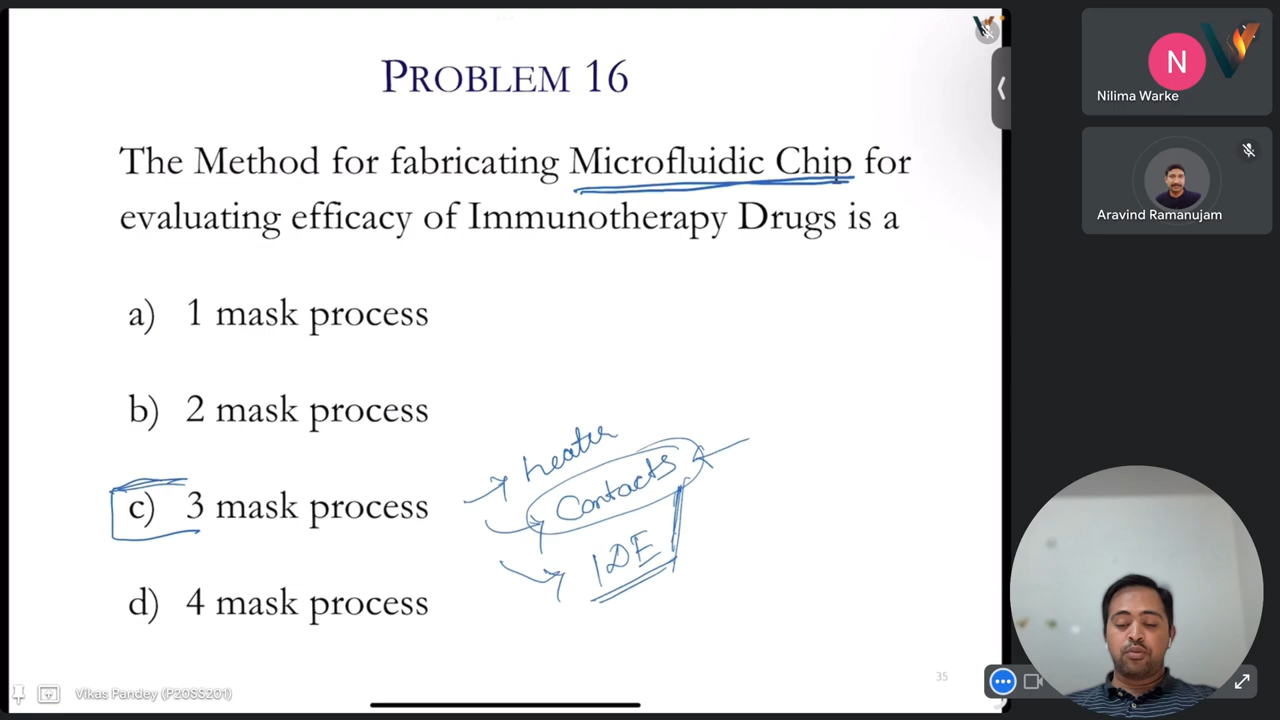 PROBLEM 16
The Method for fabricating Microfluidic Chip for
evaluating efficacy of Immunotherapy Drugs is a
a) 1 mask process
b) 2 mask process
c) 3 mask process
d) 4 mask process
heater
Contacts
IDE
35
Vikas Pandey (P20SS201)
N
Nilima Warke
Aravind Ramanujam